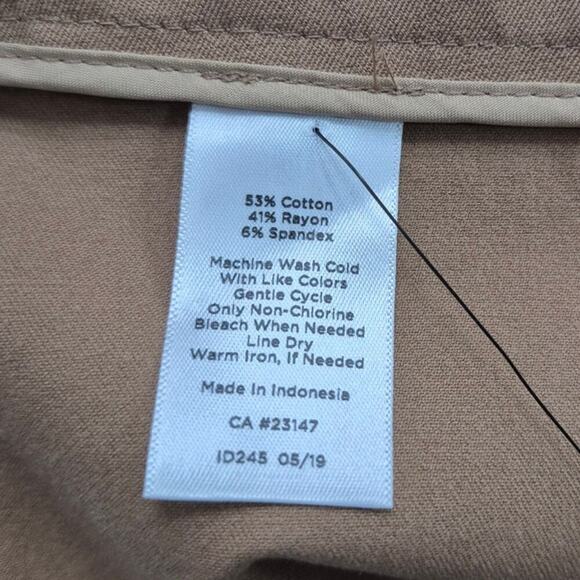 53% Cotton
41% Rayon
6% Spandex
Machine Wash Cold
With Like Colors
Gentle Cycle
Only Non-Chlorine
Bleach When Needed
Line Dry
Warm Iron, If Needed
Made In Indonesia
CA #23147
ID245 05/19